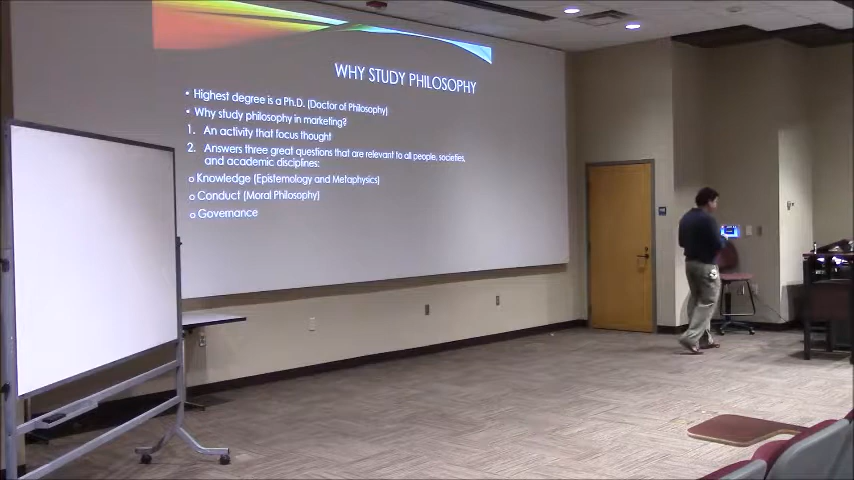 WHY STUDY PHILOSOPHY
• Highest degree is a Ph.D. (Doctor of Philosophy)
• Why study philosophy in marketing?
1. An activity that focus thought
2. Answers three great questions that are relevant to all people, societies,
and academic disciplines:
o Knowledge (Epistemology and Metaphysics)
o Conduct (Moral Philosophy)
o Governance